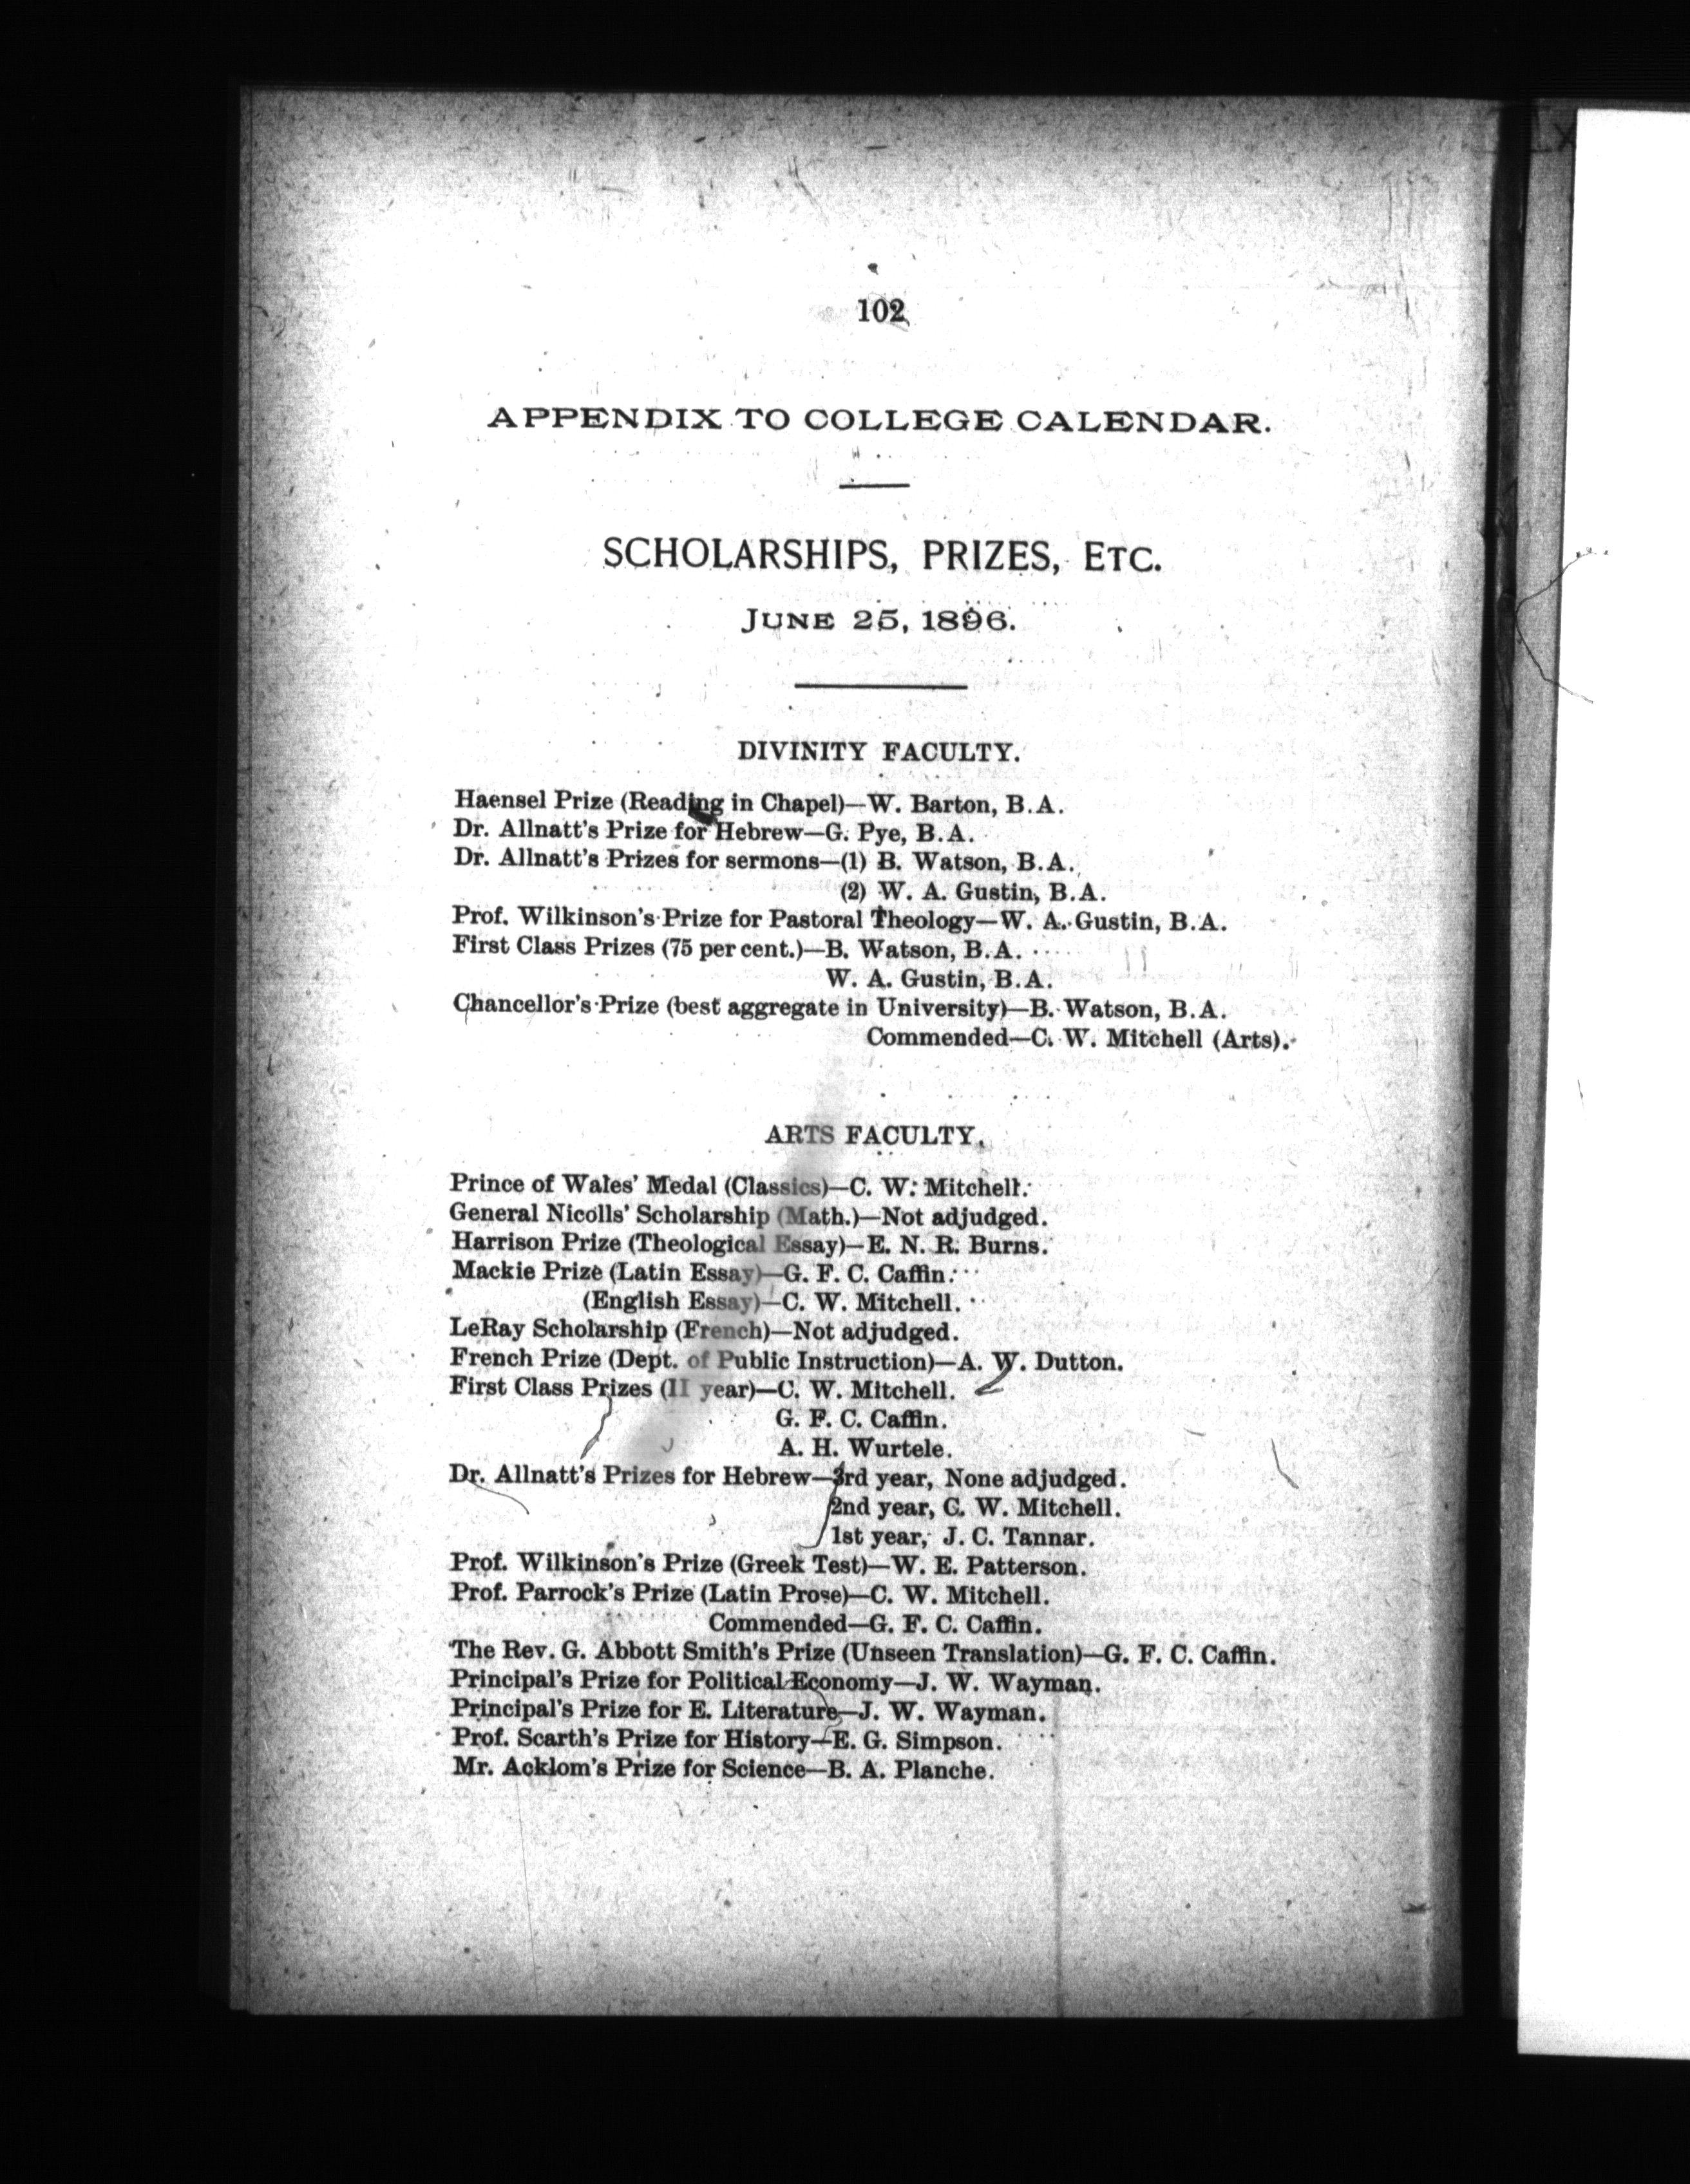 102
APPENDIX TO COLLEGE CALENDAR.
SCHOLARSHIPS, PRIZES, ETC.
JUNE 25, 1896.
DIVINITY FACULTY.
Haensel Prize (Reading in Chapel)—W. Barton, B.A.
Dr. Allnatt's Prize for Hebrew—G. Pye, B.A.
Dr. Allnatt's Prizes for sermons—(1) B. Watson, B.A.
(2) W. A. Gustin, B.A.
Prof. Wilkinson's Prize for Pastoral Theology—W. A. Gustin, B.A.
First Class Prizes (75 per cent.)—B. Watson, B.A.
W. A. Gustin, B.A.
Chancellor's Prize (best aggregate in University)—B. Watson, B.A.
Commended—C. W. Mitchell (Arts).
ARTS FACULTY.
Prince of Wales' Medal (Classics)—C. W. Mitchell.
General Nicolls' Scholarship (Math.)—Not adjudged.
Harrison Prize (Theological Essay)—E. N. R. Burns.
Mackie Prize (Latin Essay)—G. F. C. Caffin.
(English Essay)—C. W. Mitchell.
LeRay Scholarship (French)—Not adjudged.
French Prize (Dept. of Public Instruction)—A. W. Dutton.
First Class Prizes (II year)—C. W. Mitchell.
G. F. C. Caffin.
A. H. Wurtele.
Dr. Allnatt's Prizes for Hebrew—3rd year, None adjudged.
2nd year, C. W. Mitchell.
1st year, J. C. Tannar.
Prof. Wilkinson's Prize (Greek Test)—W. E. Patterson.
Prof. Parrock's Prize (Latin Prose)—C. W. Mitchell.
Commended—G. F. C. Caffin.
The Rev. G. Abbott Smith's Prize (Unseen Translation)—G. F. C. Caffin.
Principal's Prize for Political Economy—J. W. Wayman.
Principal's Prize for E. Literature—J. W. Wayman.
Prof. Scarth's Prize for History—E. G. Simpson.
Mr. Acklom's Prize for Science—B. A. Planche.